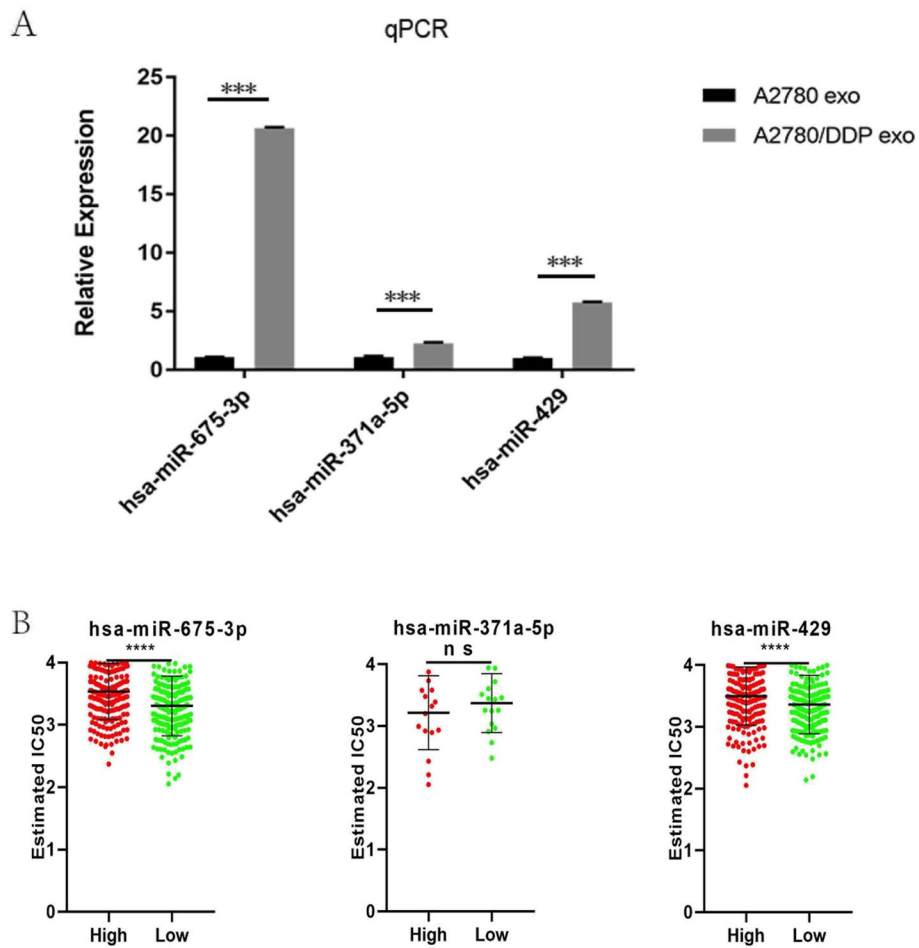 A
qPCR
Relative Expression
25
20
15
10
5
0
***
***
***
A2780 exo
A2780/DDP exo
hsa-miR-675-3p
hsa-miR-371a-5p
hsa-miR-429
B
hsa-miR-675-3p
****
Estimated IC50
4
3
2
1
0
High Low
hsa-miR-371a-5p
n s
Estimated IC50
4
3
2
1
0
High Low
hsa-miR-429
****
Estimated IC50
4
3
2
1
0
High Low